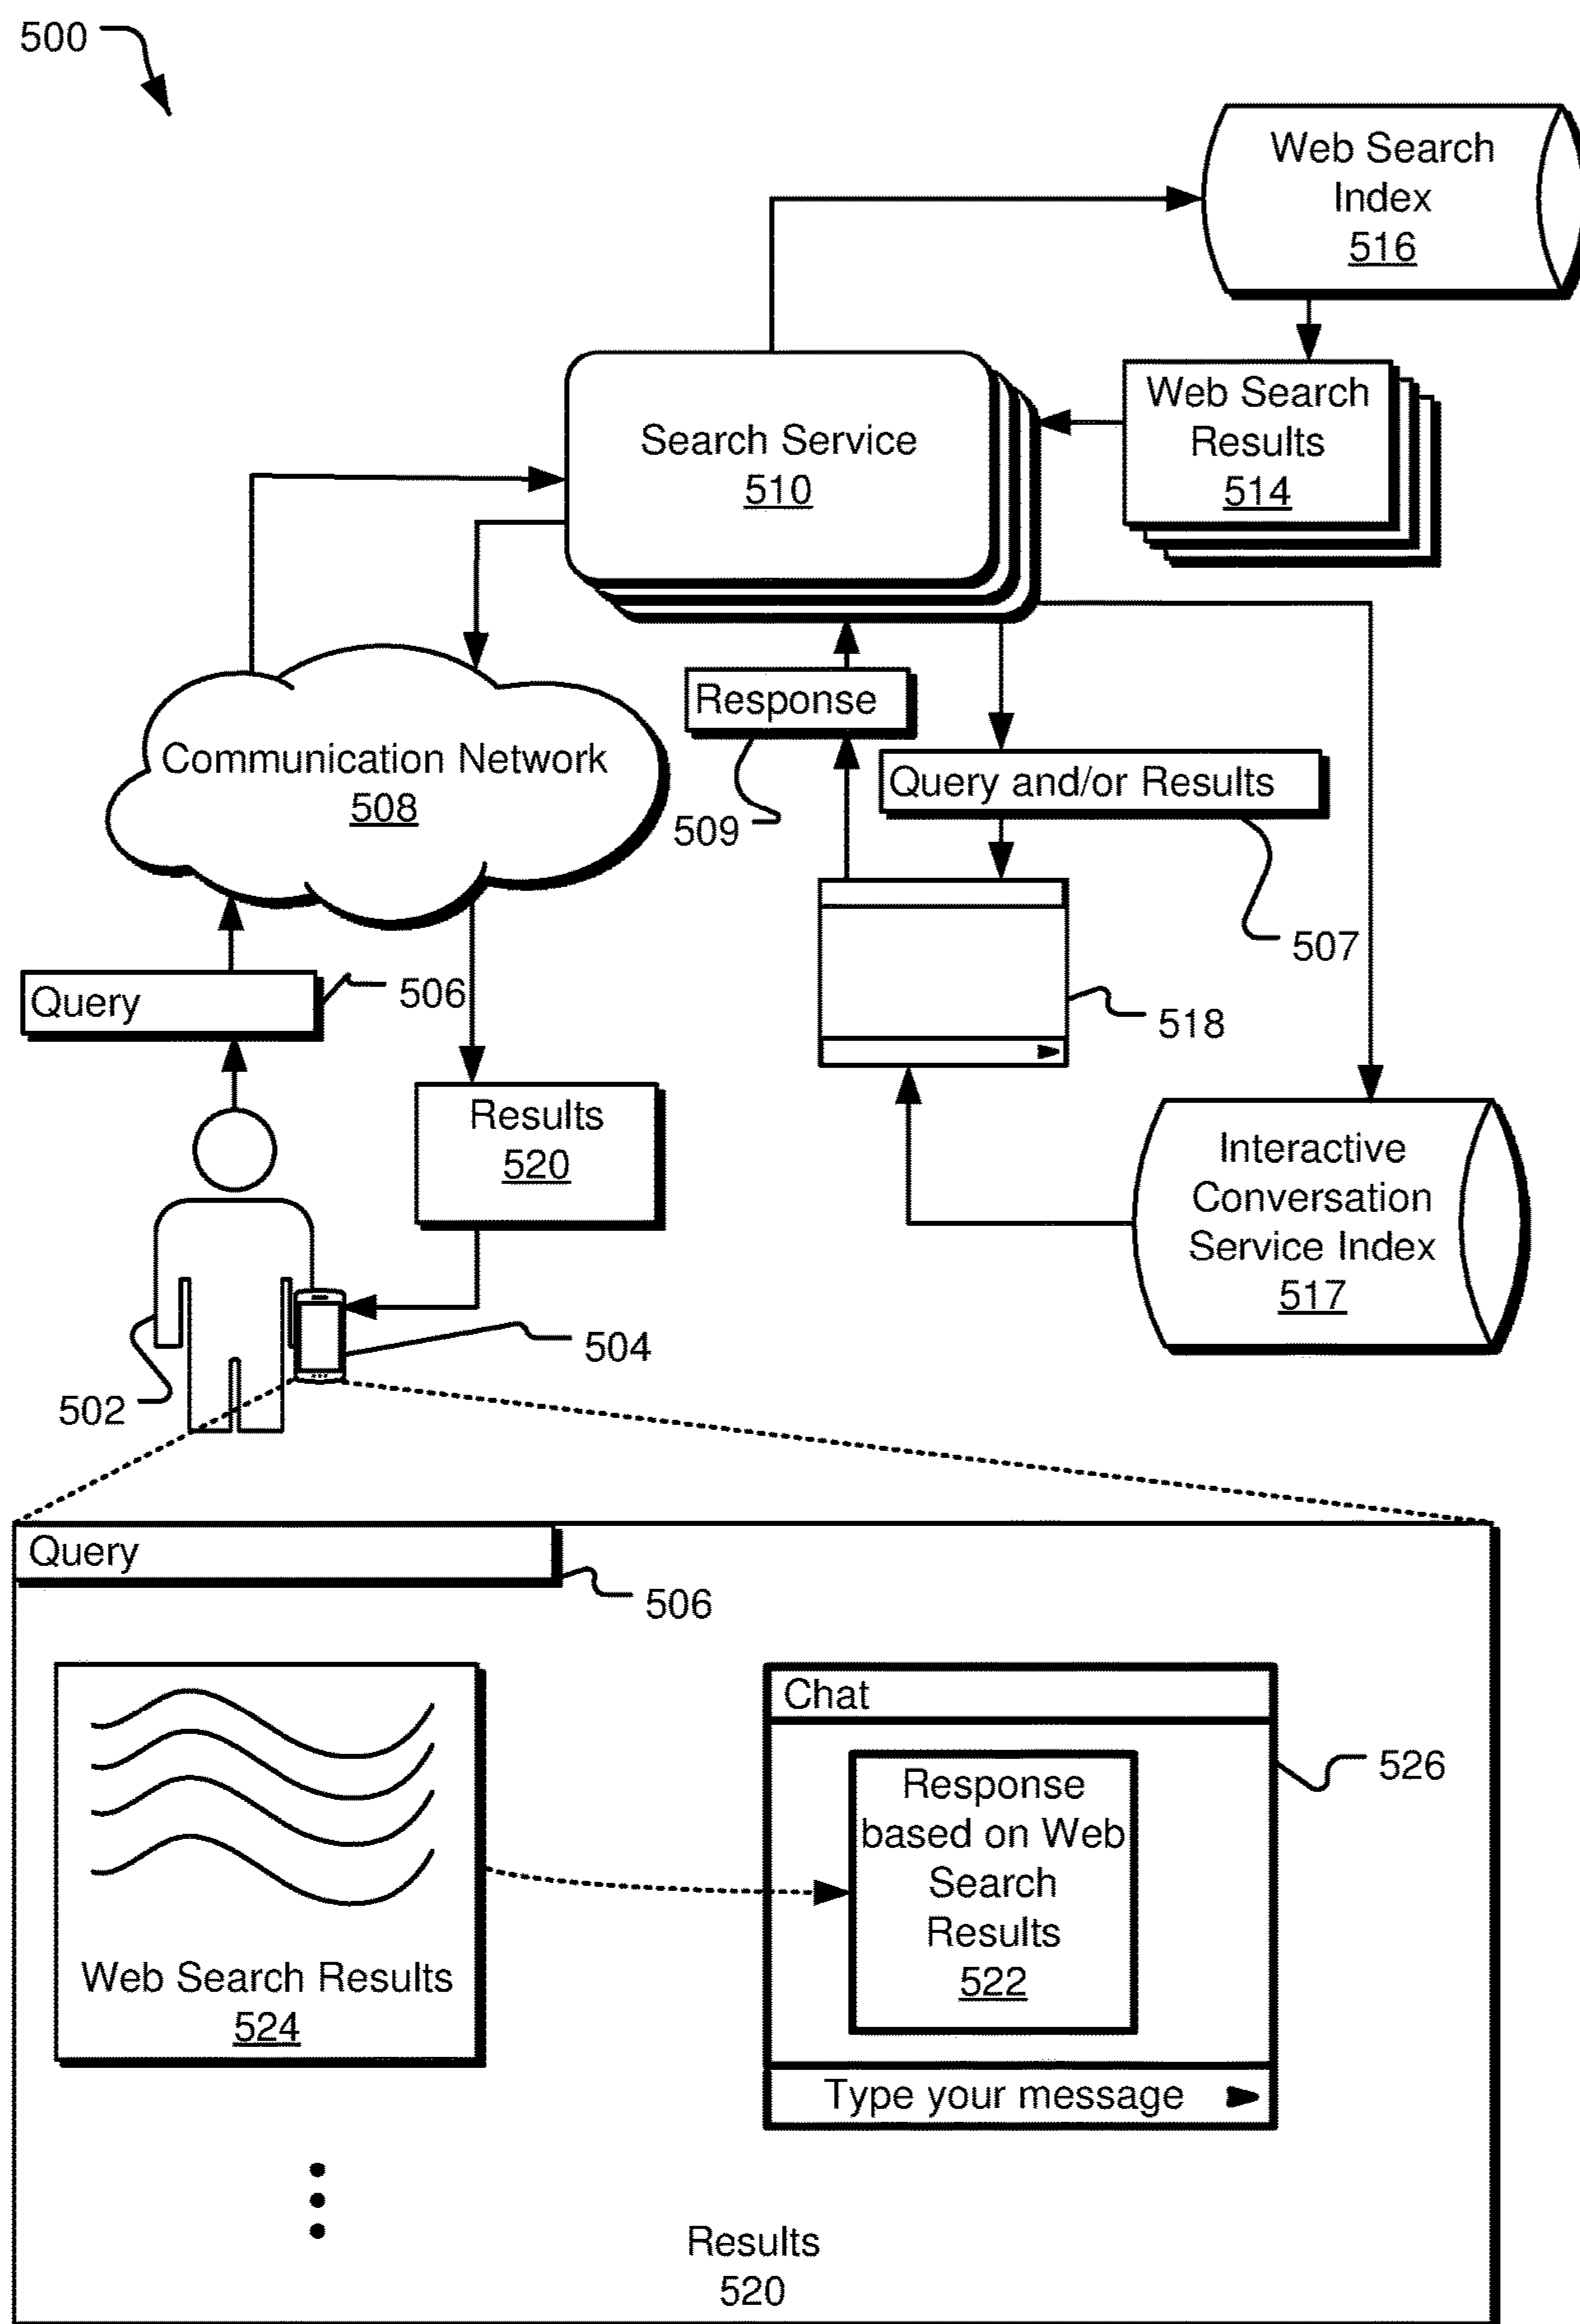 500
Web Search
Index
516
Web Search
Results
514
Search Service
510
Response
Communication Network
508
Query and/or Results
509
507
Query
506
518
Results
520
Interactive
Conversation
Service Index
517
504
502
Query
506
Chat
526
Response
based on Web
Search
Results
522
Web Search Results
524
Type your message
Results
520